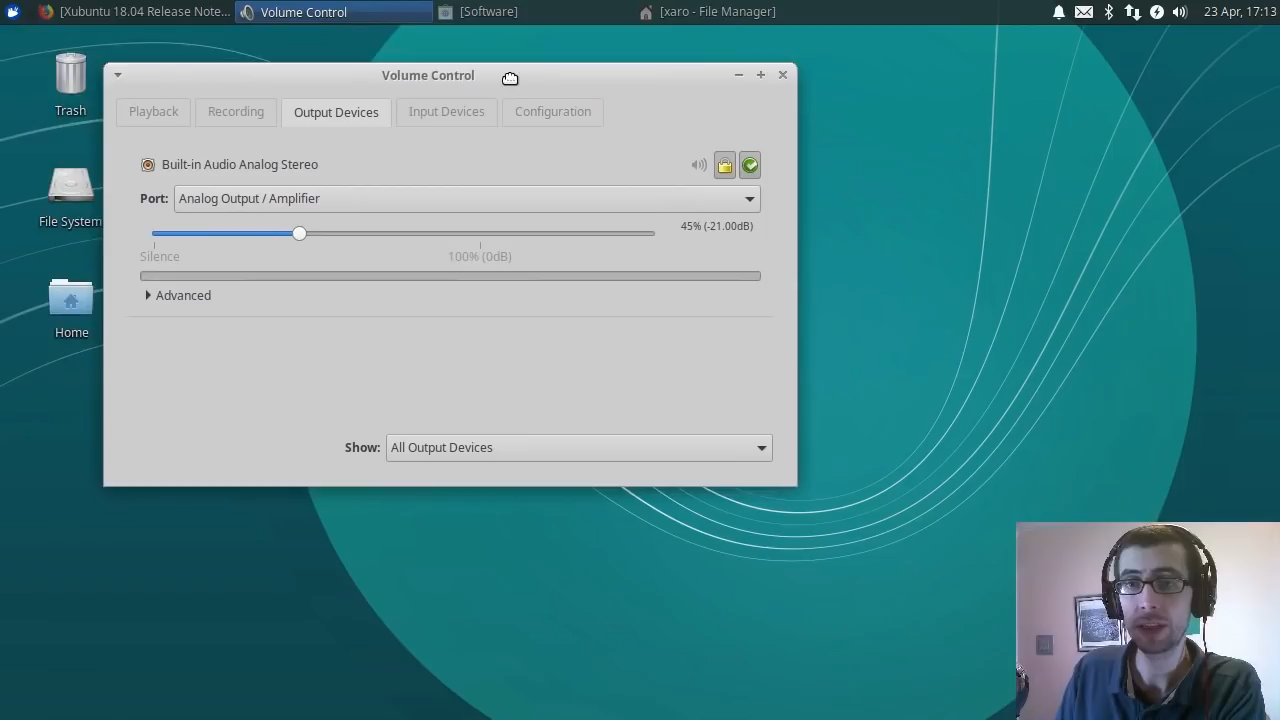 [Xubuntu 18.04 Release Note...
Volume Control
[Software]
[xaro - File Manager]
23 Apr, 17:13
Trash
File System
Home
Volume Control
Playback
Recording
Output Devices
Input Devices
Configuration
Built-in Audio Analog Stereo
Port:
Analog Output / Amplifier
45% (-21.00dB)
Silence
100% (0dB)
Advanced
Show:
All Output Devices